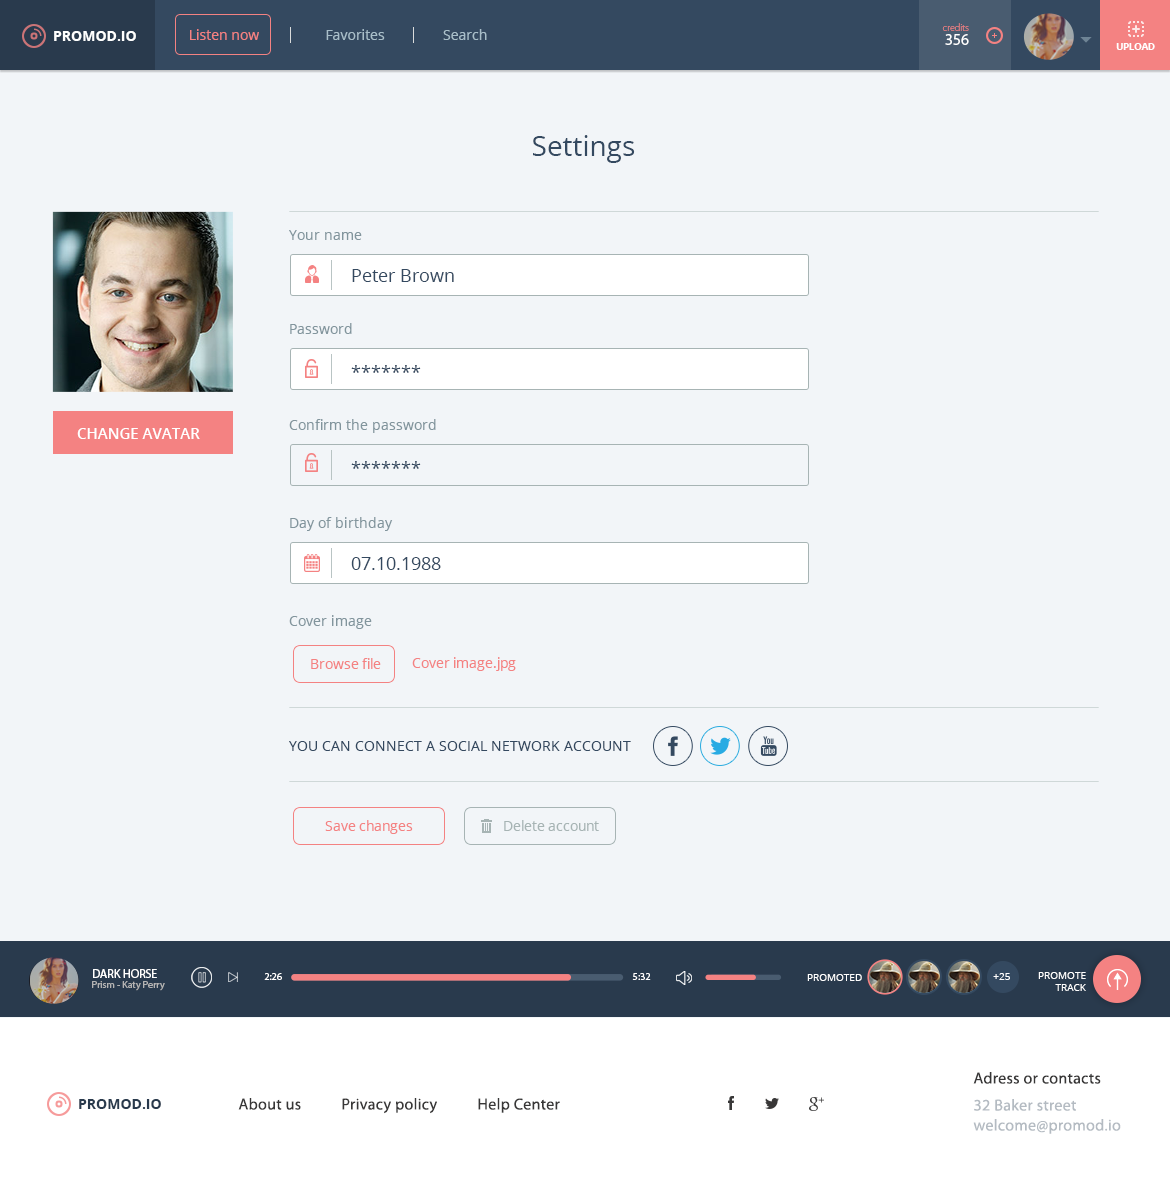 PROMOD.IO
Listen now
Favorites
Search
credits
356
UPLOAD
Settings
Your name
Peter Brown
CHANGE AVATAR
Password
*******
Confirm the password
*******
Day of birthday
07.10.1988
Cover image
Browse file
Cover image.jpg
YOU CAN CONNECT A SOCIAL NETWORK ACCOUNT
f
You
Tube
Save changes
Delete account
DARK HORSE
Prism - Katy Perry
2:26
5:32
PROMOTED
+25
PROMOTE
TRACK
PROMOD.IO
About us
Privacy policy
Help Center
f
g+
Adress or contacts
32 Baker street
welcome@promod.io